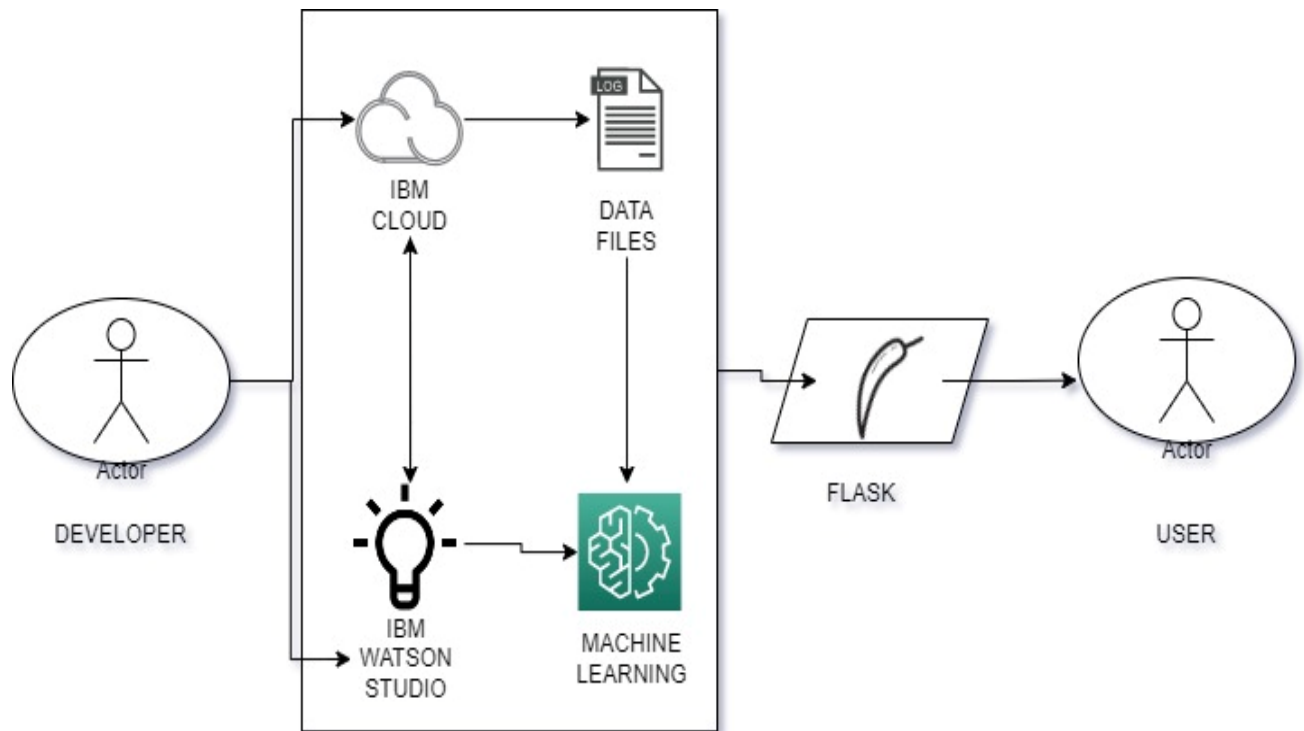 LOG
IBM
CLOUD
DATA
FILES
Actor
DEVELOPER
IBM
WATSON
STUDIO
MACHINE
LEARNING
FLASK
Actor
USER